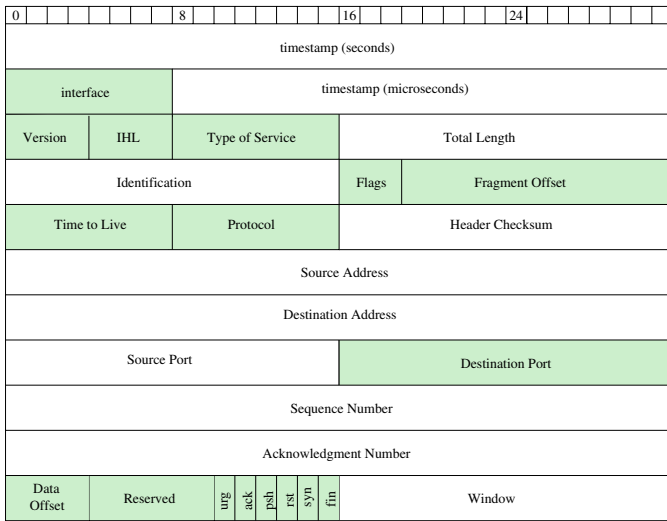 0 8 16 24
timestamp (seconds)
interface timestamp (microseconds)
Version IHL Type of Service Total Length
Identification Flags Fragment Offset
Time to Live Protocol Header Checksum
Source Address
Destination Address
Source Port Destination Port
Sequence Number
Acknowledgment Number
Data Offset Reserved urg ack psh rst syn fin Window